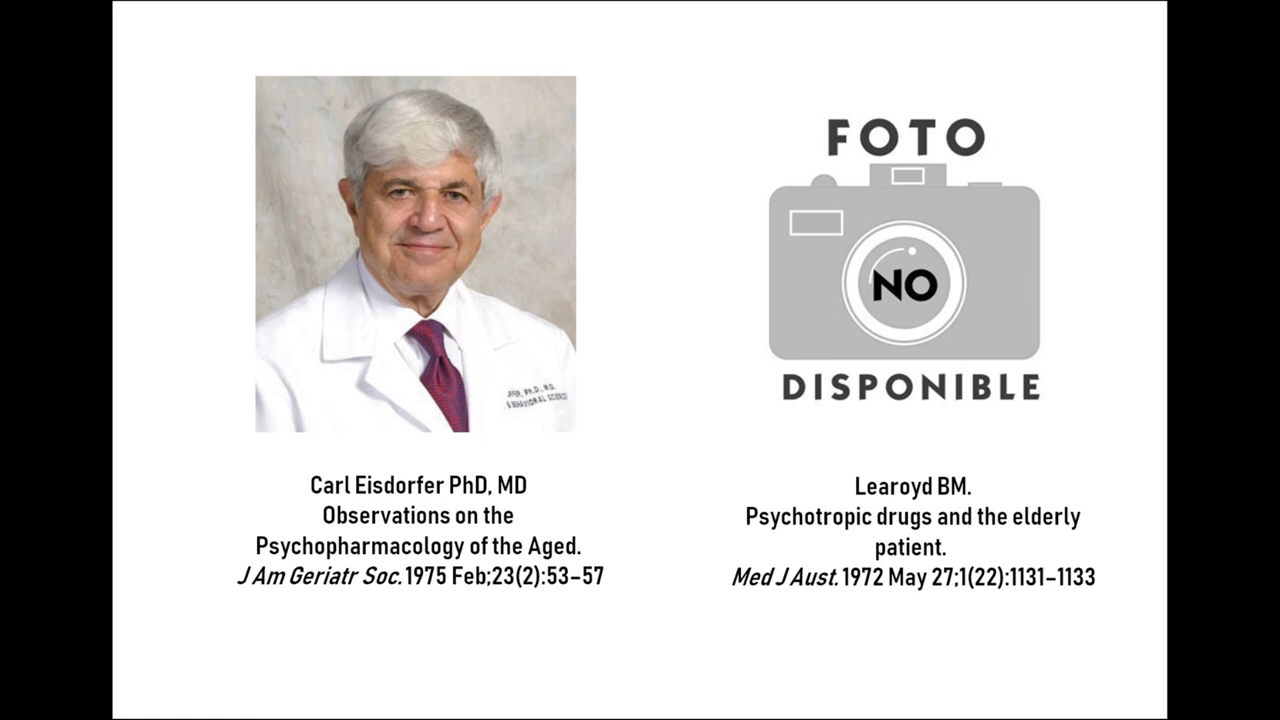 FOTO
NO
DISPONIBLE
PH.D., M.D.
Carl Eisdorfer PhD, MD
Observations on the
Psychopharmacology of the Aged.
J Am Geriatr Soc. 1975 Feb;23(2):53–57
Learoyd BM.
Psychotropic drugs and the elderly
patient.
Med J Aust. 1972 May 27;1(22):1131–1133